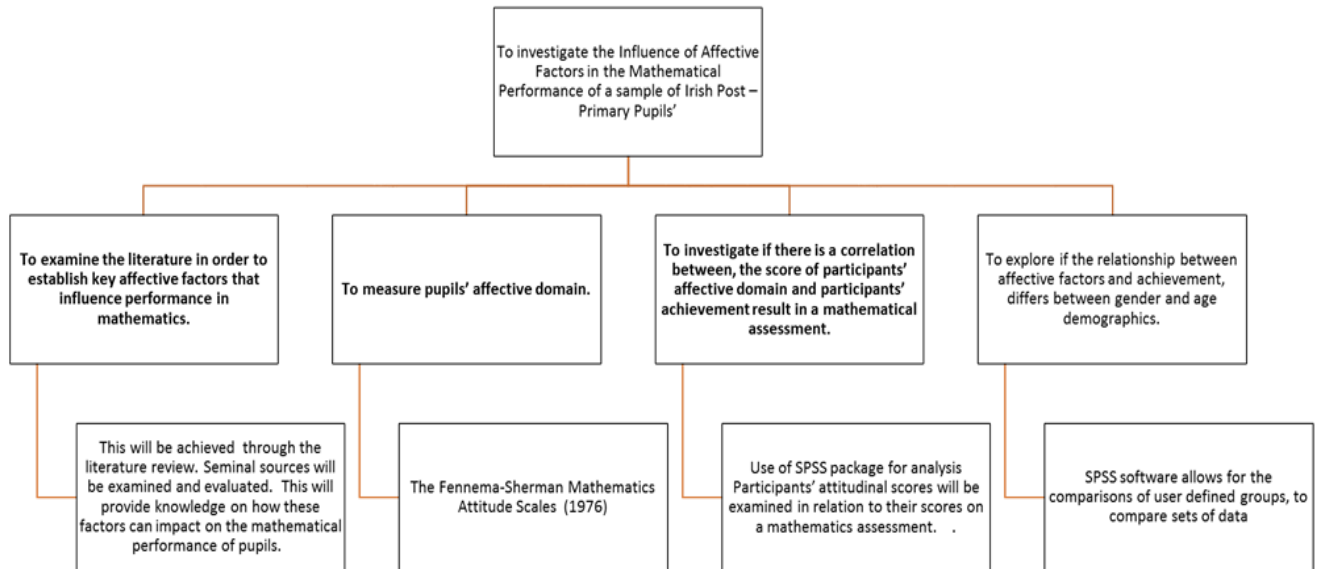 To investigate the Influence of Affective
Factors in the Mathematical
Performance of a sample of Irish Post –
Primary Pupils’
To examine the literature in order to
establish key affective factors that
influence performance in
mathematics.
To measure pupils’ affective domain.
To investigate if there is a correlation
between, the score of participants’
affective domain and participants’
achievement result in a mathematical
assessment.
To explore if the relationship between
affective factors and achievement,
differs between gender and age
demographics.
This will be achieved through the
literature review. Seminal sources will
be examined and evaluated. This will
provide knowledge on how these
factors can impact on the mathematical
performance of pupils.
The Fennema-Sherman Mathematics
Attitude Scales (1976)
Use of SPSS package for analysis
Participants’ attitudinal scores will be
examined in relation to their scores on
a mathematics assessment. .
SPSS software allows for the
comparisons of user defined groups, to
compare sets of data